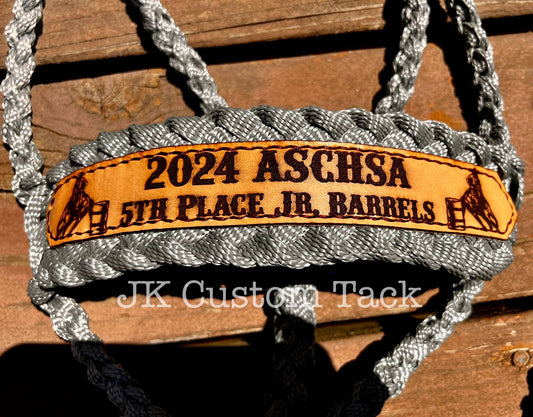 2024 ASCHSA
5TH PLACE JR. BARRELS
JK Custom Tack